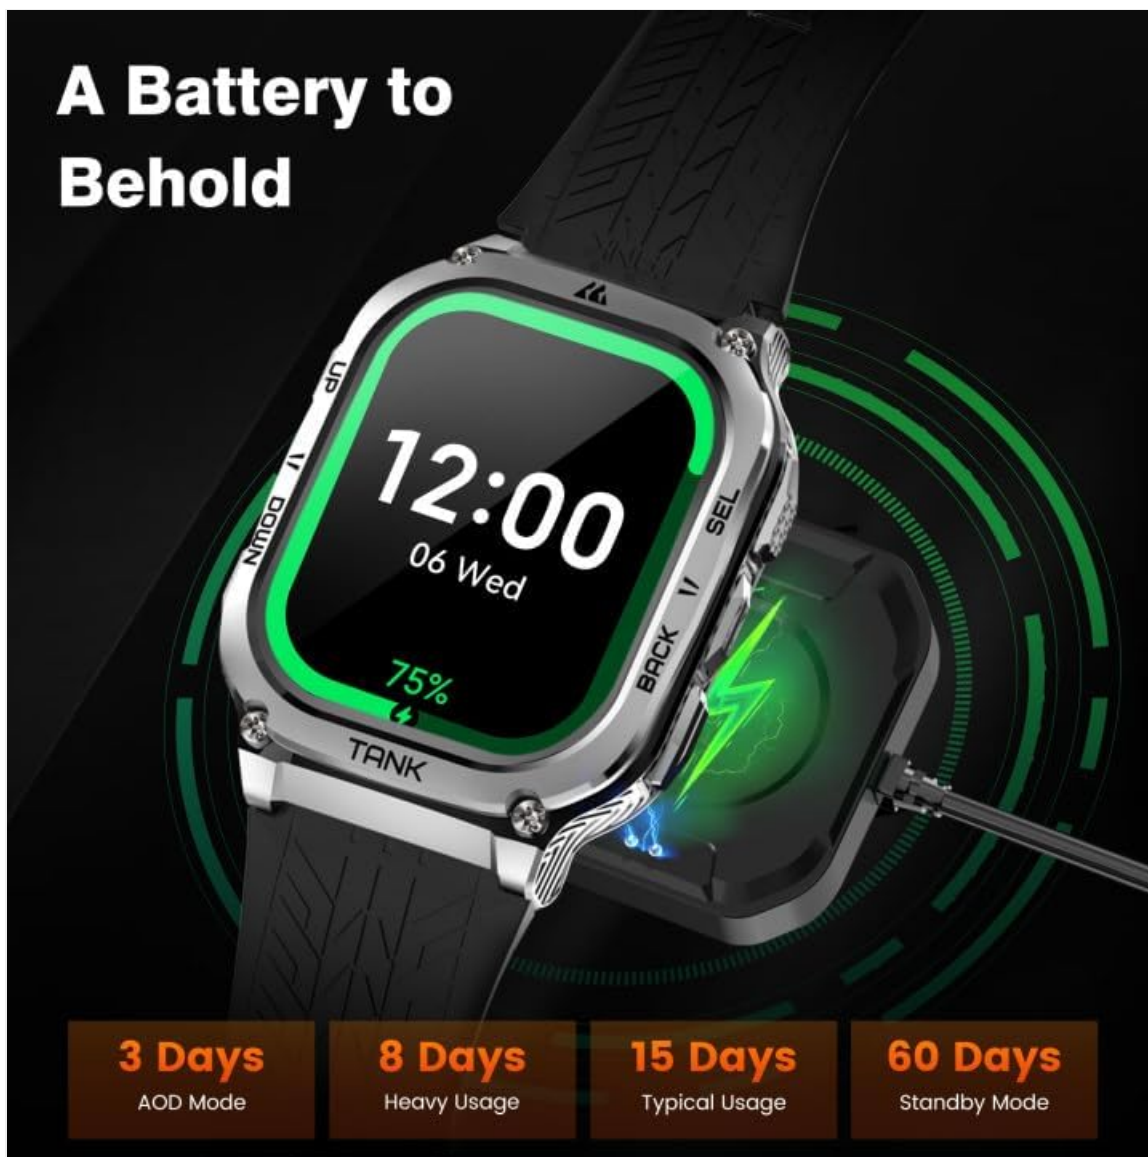 A Battery to
Behold
UP
DOWN
12:00
06 Wed
SEL
BACK
75%
TANK
3 Days
AOD Mode
8 Days
Heavy Usage
15 Days
Typical Usage
60 Days
Standby Mode